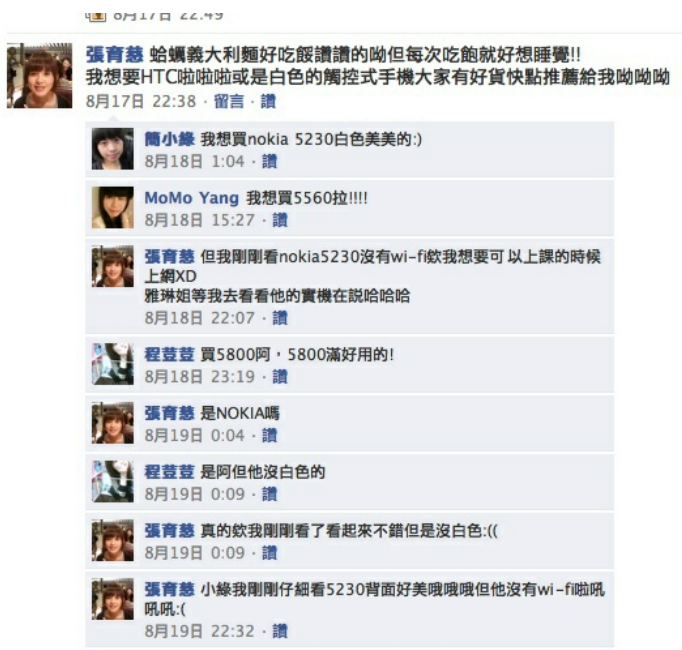 8月17日 22:49
張育慈 蛤蠣義大利麵好吃餒讚讚的呦但每次吃飽就好想睡覺!!
我想要HTC啦啦啦或是白色的觸控式手機大家有好貨快點推薦給我呦呦呦
8月17日 22:38 · 留言 · 讚
簡小綠 我想買nokia 5230白色美美的:)
8月18日 1:04 · 讚
MoMo Yang 我想買5560拉!!!!
8月18日 15:27 · 讚
張育慈 但我剛剛看nokia5230沒有wi-fi欸我想要可以上課的時候
上網XD
雅琳姐等我去看看他的實機在説哈哈哈
8月18日 22:07 · 讚
程荳荳 買5800阿，5800滿好用的!
8月18日 23:19 · 讚
張育慈 是NOKIA嗎
8月19日 0:04 · 讚
程荳荳 是阿但他沒白色的
8月19日 0:09 · 讚
張育慈 真的欸我剛剛看了看起來不錯但是沒白色:((
8月19日 0:09 · 讚
張育慈 小綠我剛剛仔細看5230背面好美哦哦哦但他沒有wi-fi啦吼
吼吼:(
8月19日 22:32 · 讚